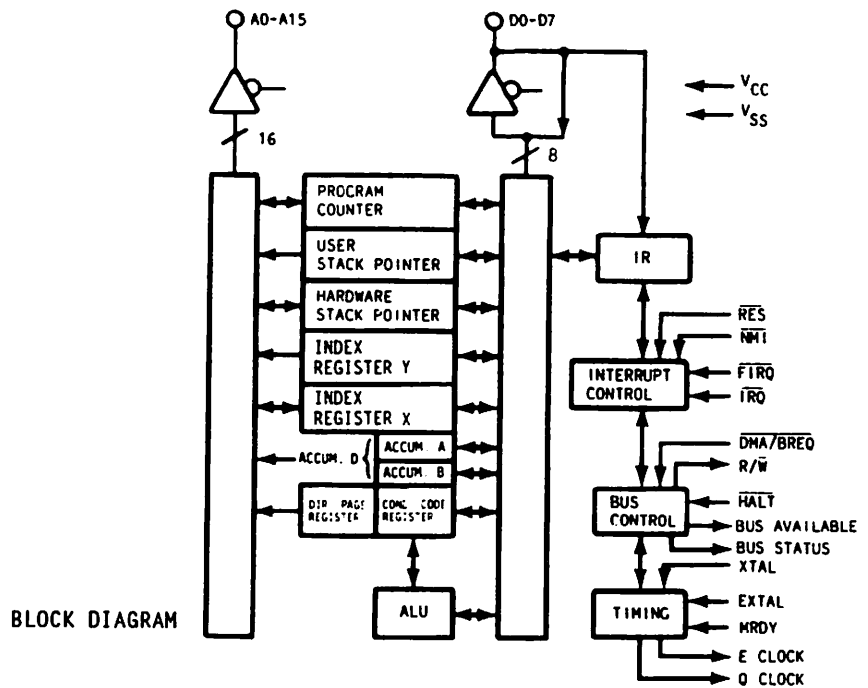 A0-A15
D0-D7
VCC
VSS
16
8
PROGRAM
COUNTER
USER
STACK POINTER
IR
HARDWARE
STACK POINTER
RES
NMI
INDEX
REGISTER Y
INTERRUPT
CONTROL
FIRQ
IRQ
INDEX
REGISTER X
ACCUM. D
ACCUM. A
ACCUM. B
DMA/BREQ
R/W
DIR. PAGE
REGISTER
COND. CODE
REGISTER
BUS
CONTROL
HALT
BUS AVAILABLE
BUS STATUS
XTAL
BLOCK DIAGRAM
ALU
TIMING
EXTAL
MRDY
E CLOCK
Q CLOCK